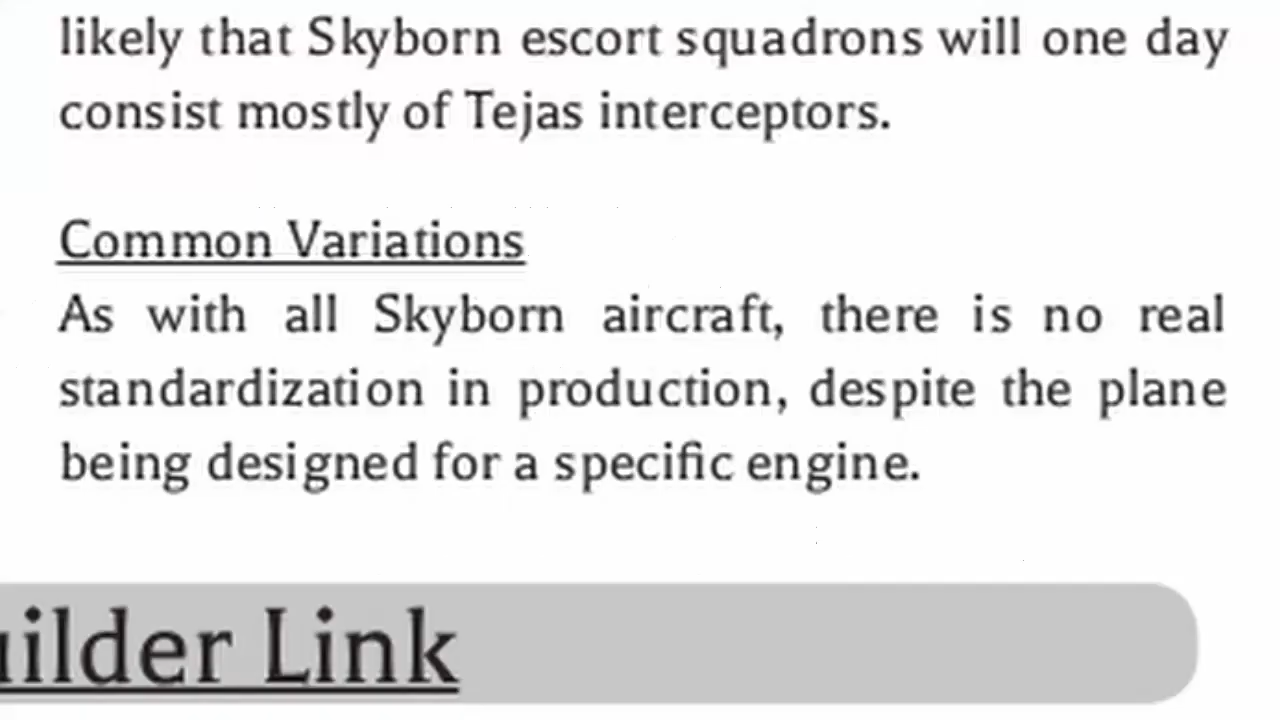 likely that Skyborn escort squadrons will one day
consist mostly of Tejas interceptors.
Common Variations
As with all Skyborn aircraft, there is no real
standardization in production, despite the plane
being designed for a specific engine.
uilder Link